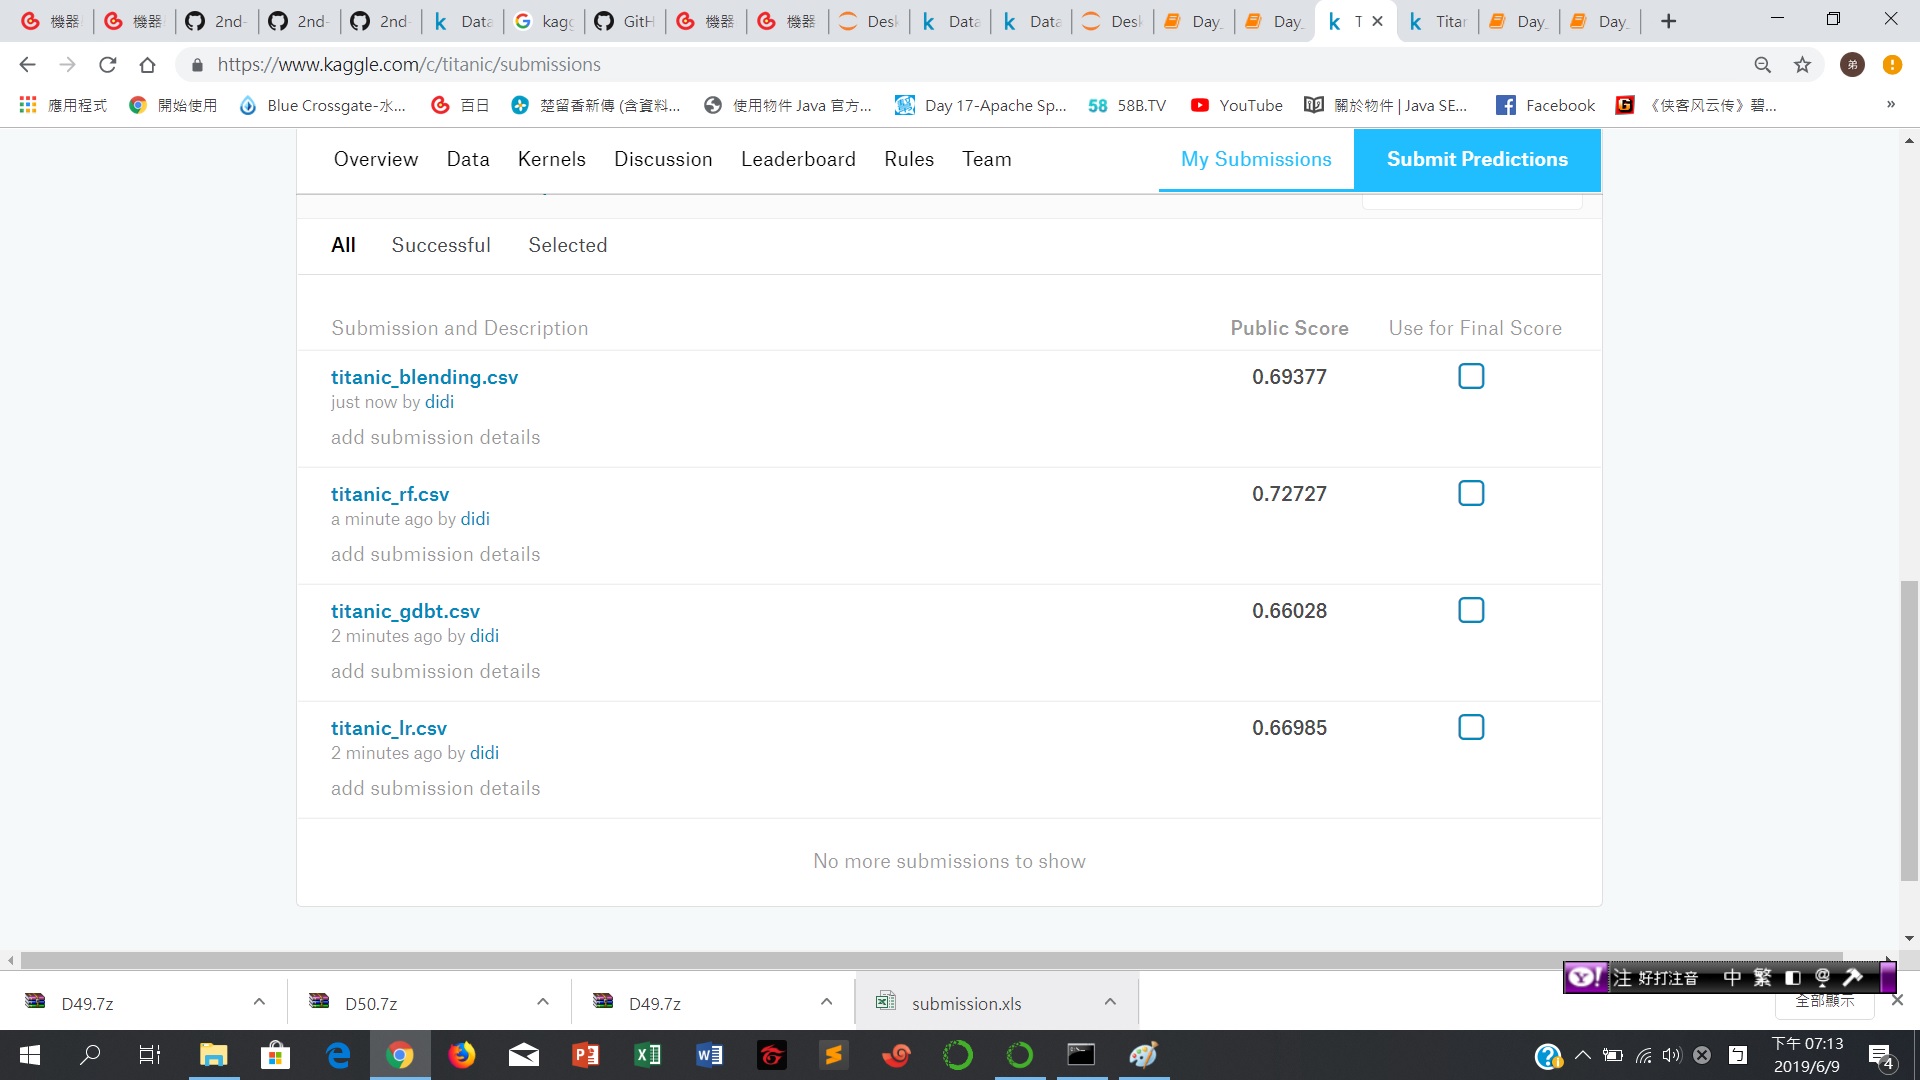 機器 機器 2nd- 2nd- 2nd- Data kagg GitH 機器 機器 Desk Data Data Desk Day_ Day_ T Titan Day_ Day_
https://www.kaggle.com/c/titanic/submissions 弟
應用程式 開始使用 Blue Crossgate-水... 百日 楚留香新傳 (含資料... 使用物件 Java 官方... Day 17-Apache Sp... 58 58B.TV YouTube 關於物件 | Java SE... Facebook 《侠客风云传》碧... »
Overview Data Kernels Discussion Leaderboard Rules Team My Submissions Submit Predictions
All Successful Selected
Submission and Description Public Score Use for Final Score
titanic_blending.csv 0.69377
just now by didi
add submission details
titanic_rf.csv 0.72727
a minute ago by didi
add submission details
titanic_gdbt.csv 0.66028
2 minutes ago by didi
add submission details
titanic_lr.csv 0.66985
2 minutes ago by didi
add submission details
No more submissions to show
Y! 注 好打注音 中 繁
D49.7z D50.7z D49.7z submission.xls 全部顯示
下午 07:13
2019/6/9
4